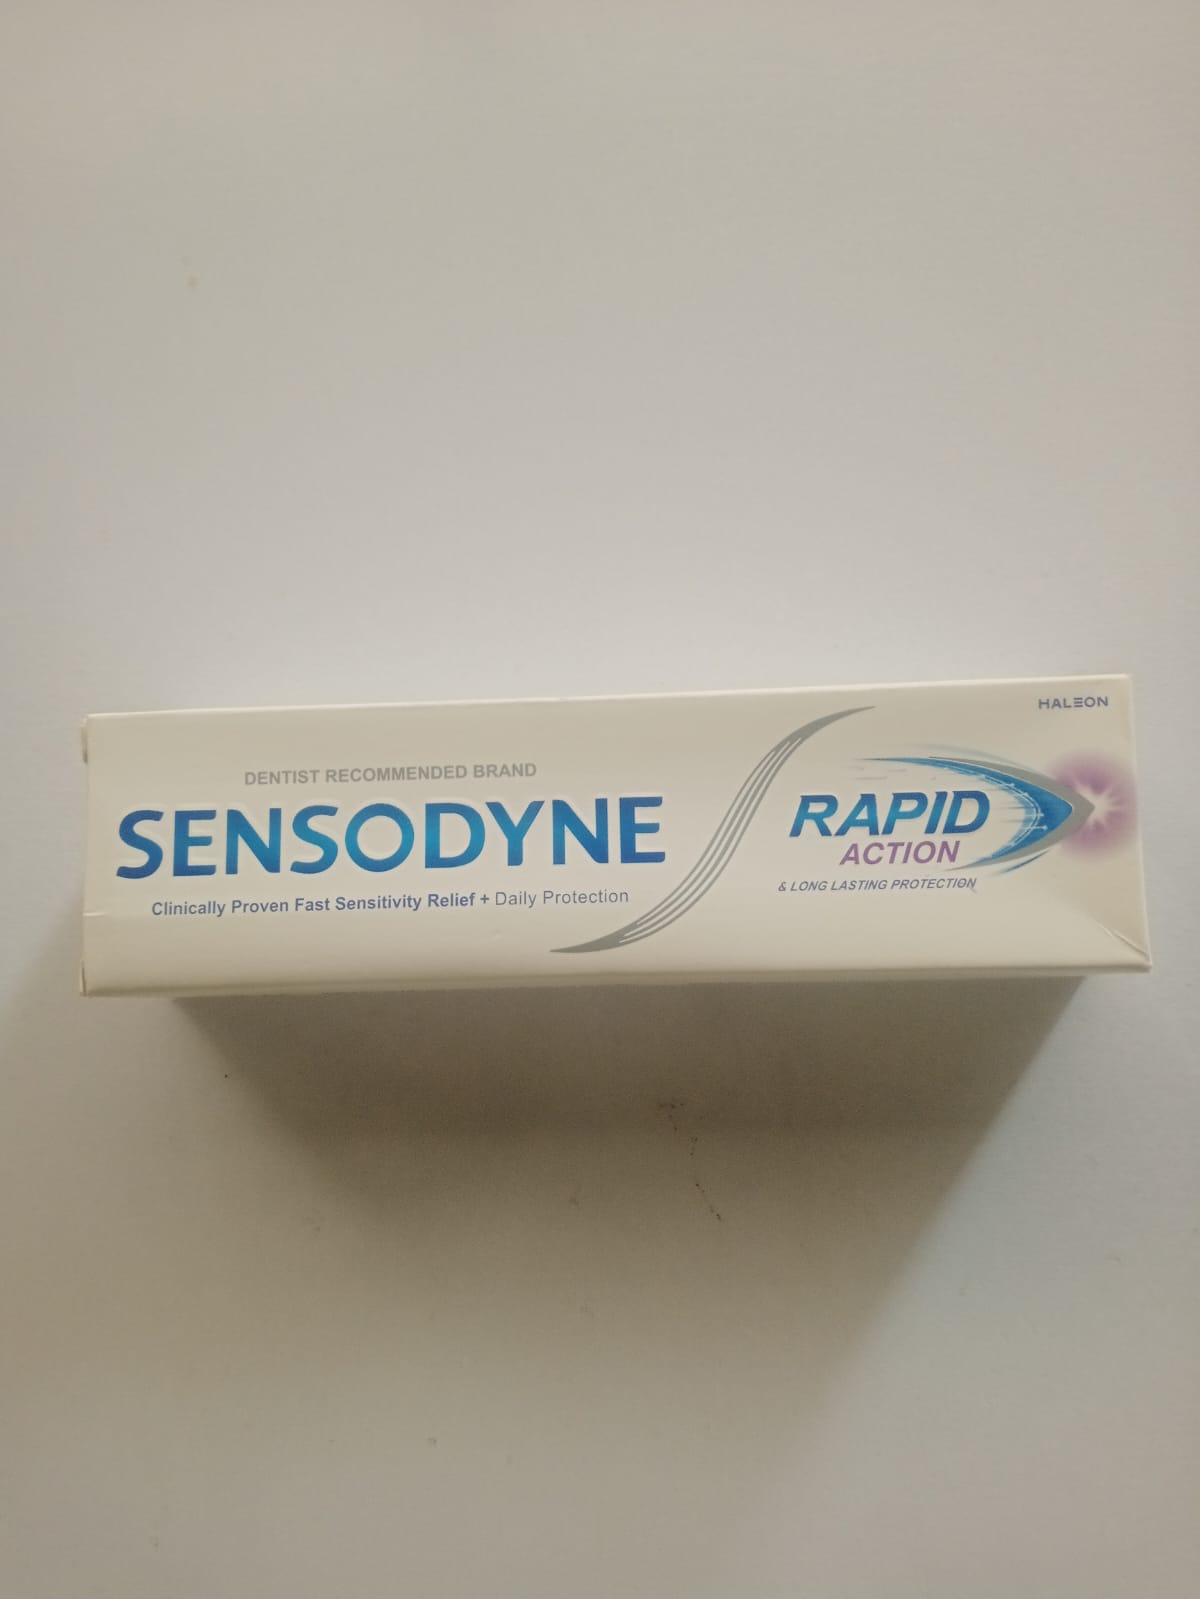 HALEON
DENTIST RECOMMENDED BRAND
SENSODYNE
Clinically Proven Fast Sensitivity Relief + Daily Protection
RAPID
ACTION
& LONG LASTING PROTECTION